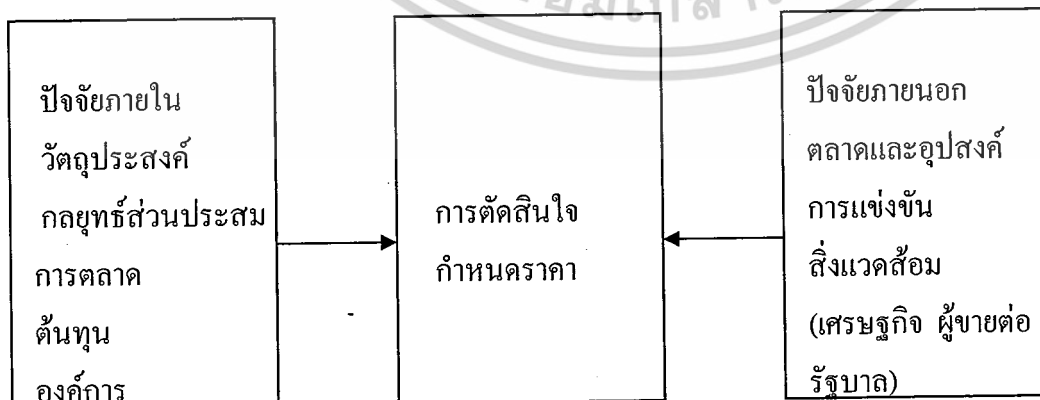 ปัจจัยภายใน
วัตถุประสงค์
กลยุทธ์ส่วนประสม
การตลาด
ต้นทุน
องค์การ
การตัดสินใจ
กำหนดราคา
ปัจจัยภายนอก
ตลาดและอุปสงค์
การแข่งขัน
สิ่งแวดล้อม
(เศรษฐกิจ ผู้ขายต่อ
รัฐบาล)